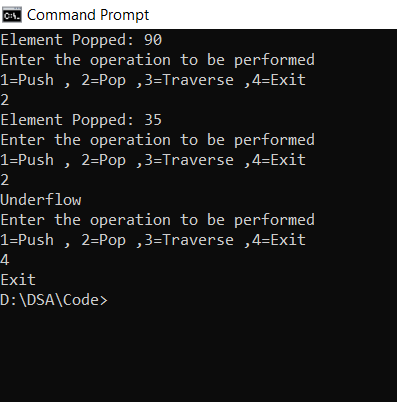 Command Prompt
Element Popped: 90
Enter the operation to be performed
1=Push , 2=Pop ,3=Traverse ,4=Exit
2
Element Popped: 35
Enter the operation to be performed
1=Push , 2=Pop ,3=Traverse ,4=Exit
2
Underflow
Enter the operation to be performed
1=Push , 2=Pop ,3=Traverse ,4=Exit
4
Exit
D:\DSA\Code>